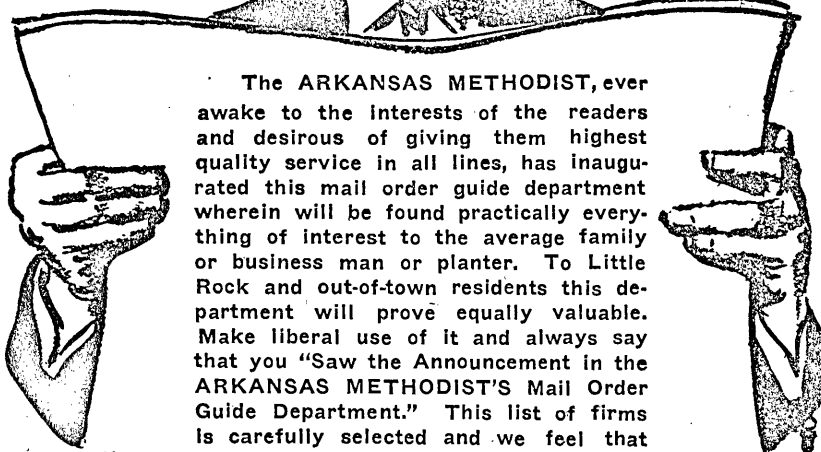 The ARKANSAS METHODIST, ever
awake to the interests of the readers
and desirous of giving them highest
quality service in all lines, has inaugu-
rated this mail order guide department
wherein will be found practically every-
thing of interest to the average family
or business man or planter. To Little
Rock and out-of-town residents this de-
partment will prove equally valuable.
Make liberal use of it and always say
that you "Saw the Announcement in the
ARKANSAS METHODIST'S Mail Order
Guide Department." This list of firms
is carefully selected and we feel that